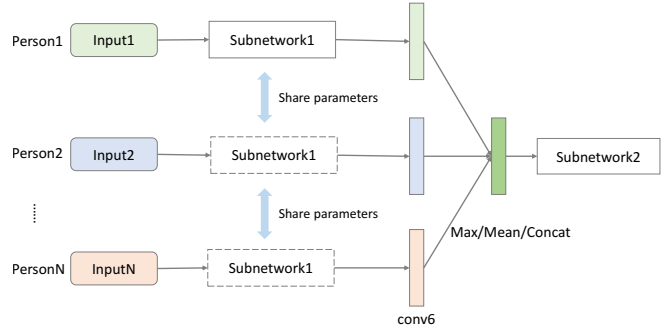 Person1
Input1
Subnetwork1
Share parameters
Person2
Input2
Subnetwork1
Subnetwork2
......
Share parameters
Max/Mean/Concat
PersonN
InputN
Subnetwork1
conv6